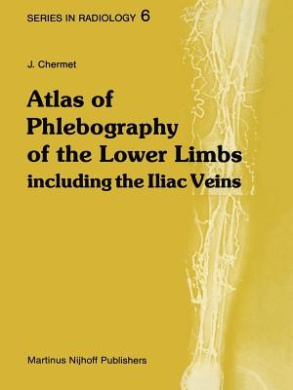 SERIES IN RADIOLOGY 6
J. Chermet
Atlas of
Phlebography
of the Lower Limbs
including the Iliac Veins
Martinus Nijhoff Publishers